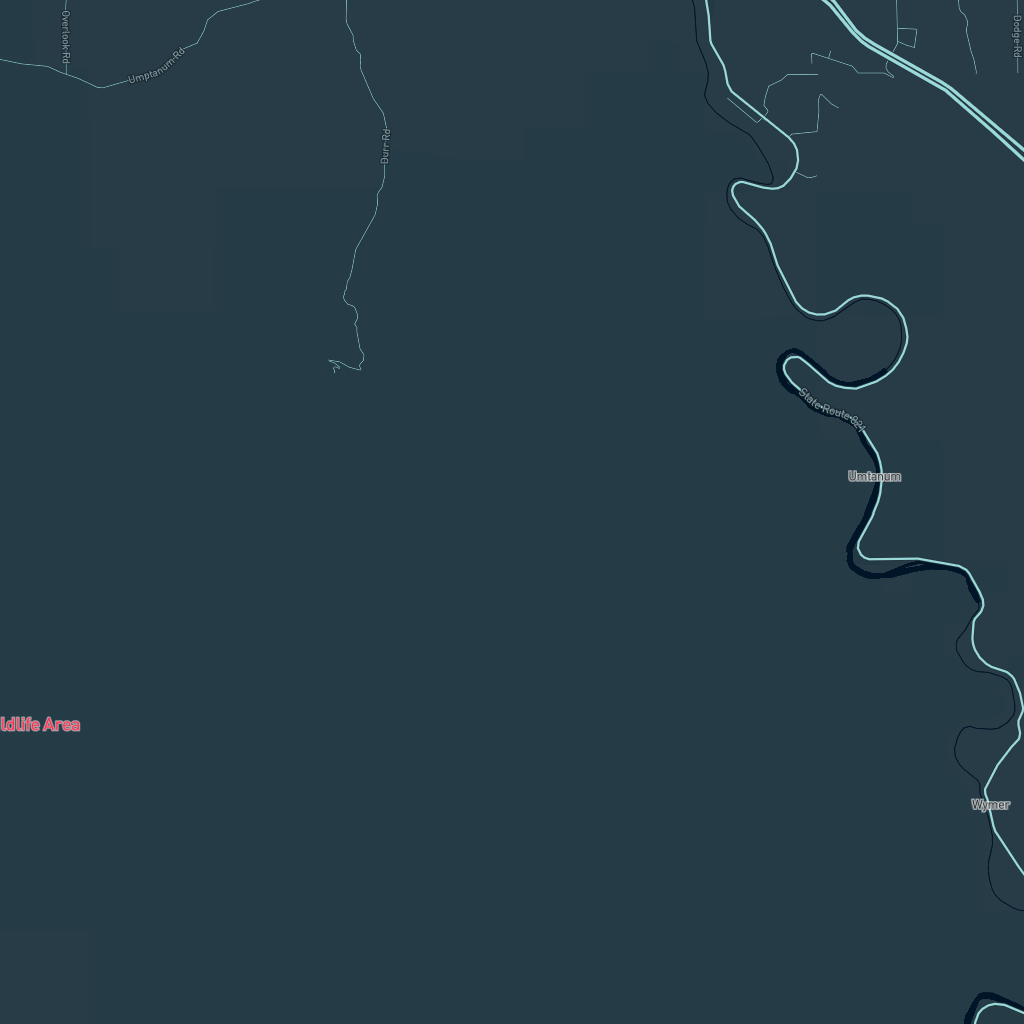 Overlook Rd
Umptanum Rd
Durr Rd
Dodge Rd
State Route 821
Umtanum
ldlife Area
Wymer